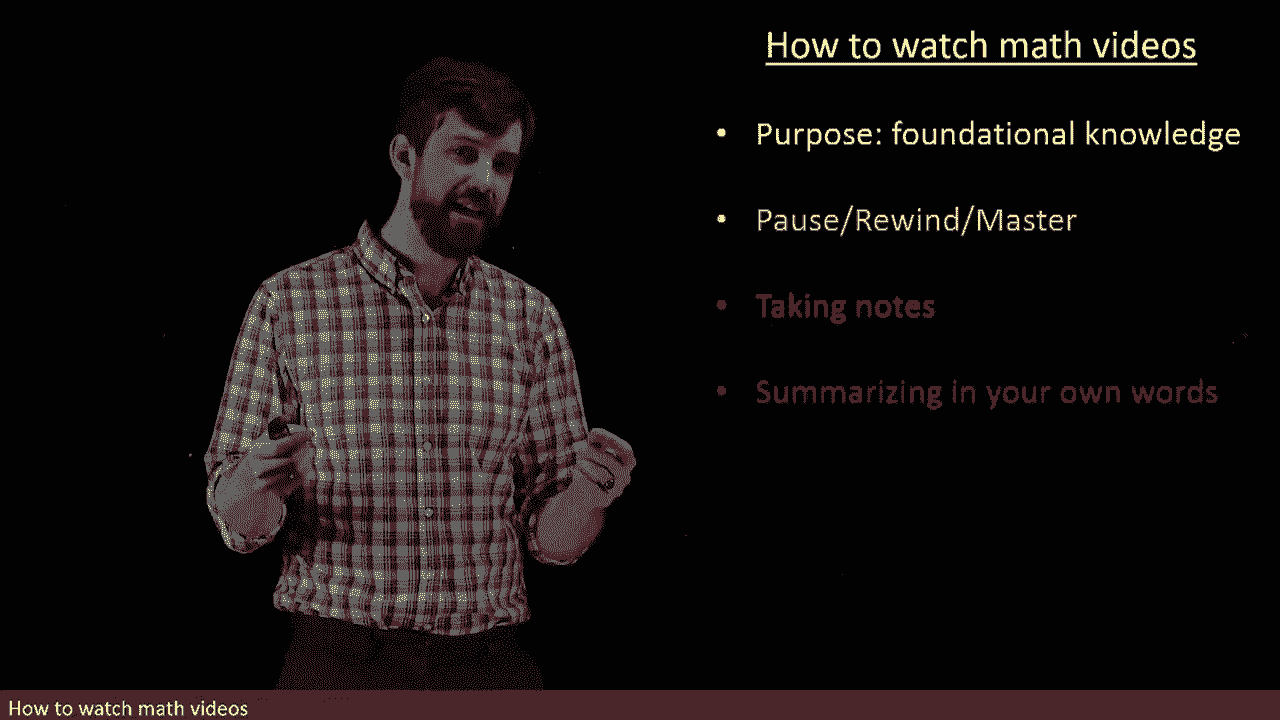 How to watch math videos
• Purpose: foundational knowledge
• Pause/Rewind/Master
• Taking notes
• Summarizing in your own words
How to watch math videos